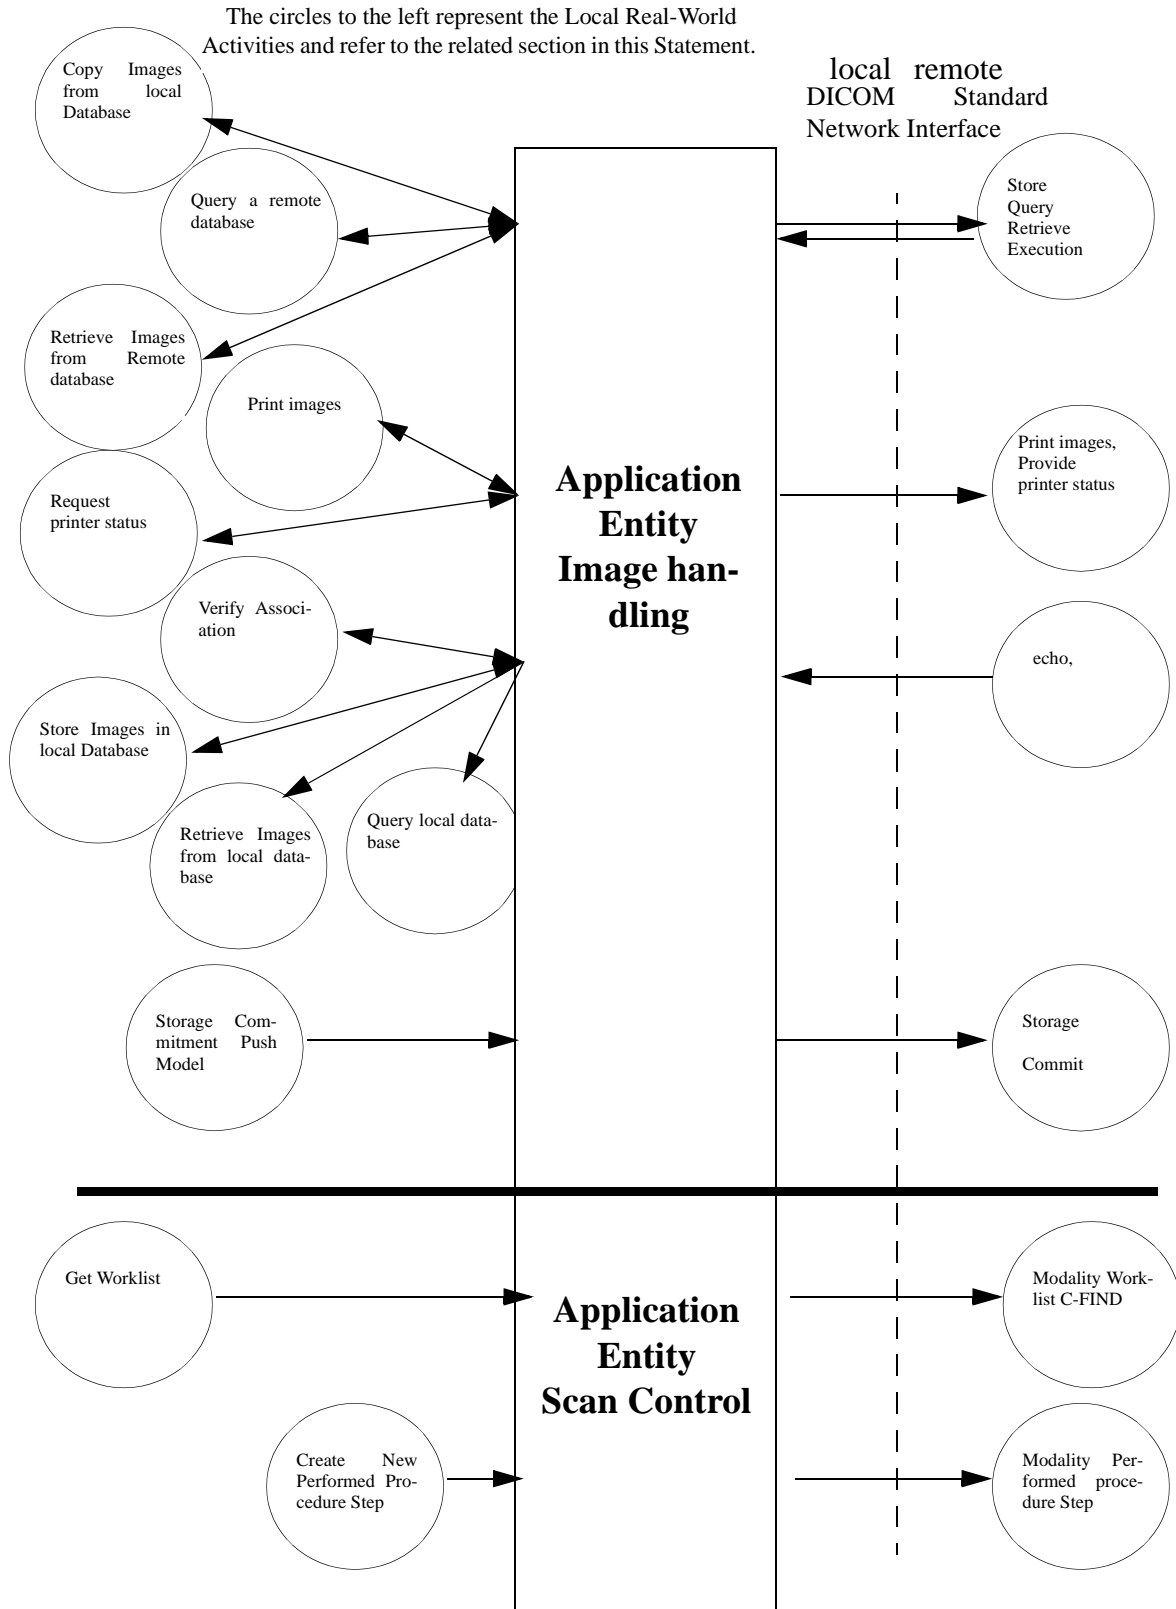 The circles to the left represent the Local Real-World
Activities and refer to the related section in this Statement.
local remote
DICOM Standard
Network Interface
Copy Images
from local
Database
Query a remote
database
Store
Query
Retrieve
Execution
Retrieve Images
from Remote
database
Print images
Print images,
Provide
printer status
Request
printer status
Application
Entity
Image han-
dling
Verify Associ-
ation
echo,
Store Images in
local Database
Retrieve Images
from local data-
base
Query local data-
base
Storage Com-
mitment Push
Model
Storage
Commit
Get Worklist
Application
Entity
Scan Control
Modality Work-
list C-FIND
Create New
Performed Pro-
cedure Step
Modality Per-
formed proce-
dure Step